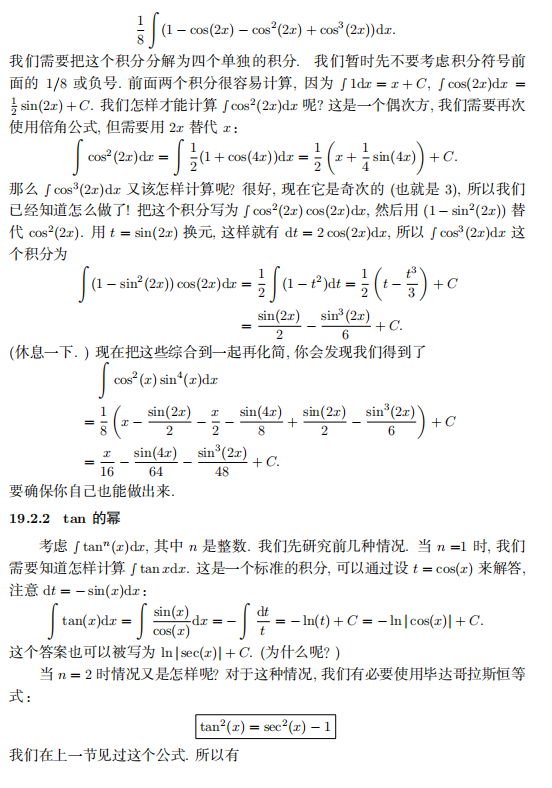 $\frac{1}{8}\int(1-\cos(2x)-\cos^2(2x)+\cos^3(2x))\mathrm{d}x.$
我们需要把这个积分分解为四个单独的积分. 我们暂时先不要考虑积分符号前
面的 1/8 或负号. 前面两个积分很容易计算, 因为 $\int 1\mathrm{d}x = x + C$, $\int\cos(2x)\mathrm{d}x =$
$\frac{1}{2}\sin(2x)+C$. 我们怎样才能计算 $\int\cos^2(2x)\mathrm{d}x$ 呢? 这是一个偶次方, 我们需要再次
使用倍角公式, 但需要用 $2x$ 替代 $x$:
$\int\cos^2(2x)\mathrm{d}x = \int\frac{1}{2}(1+\cos(4x))\mathrm{d}x = \frac{1}{2}\left(x+\frac{1}{4}\sin(4x)\right)+C.$
那么 $\int\cos^3(2x)\mathrm{d}x$ 又该怎样计算呢? 很好, 现在它是奇次的 (也就是 3), 所以我们
已经知道怎么做了! 把这个积分写为 $\int\cos^2(2x)\cos(2x)\mathrm{d}x$, 然后用 $(1-\sin^2(2x))$ 替
代 $\cos^2(2x)$. 用 $t=\sin(2x)$ 换元, 这样就有 $\mathrm{d}t=2\cos(2x)\mathrm{d}x$, 所以 $\int\cos^3(2x)\mathrm{d}x$ 这
个积分为
$\int(1-\sin^2(2x))\cos(2x)\mathrm{d}x = \frac{1}{2}\int(1-t^2)\mathrm{d}t = \frac{1}{2}\left(t-\frac{t^3}{3}\right)+C$
$= \frac{\sin(2x)}{2}-\frac{\sin^3(2x)}{6}+C.$
(休息一下. ) 现在把这些综合到一起再化简, 你会发现我们得到了
$\int\cos^2(x)\sin^4(x)\mathrm{d}x$
$= \frac{1}{8}\left(x-\frac{\sin(2x)}{2}-\frac{x}{2}-\frac{\sin(4x)}{8}+\frac{\sin(2x)}{2}-\frac{\sin^3(2x)}{6}\right)+C$
$= \frac{x}{16}-\frac{\sin(4x)}{64}-\frac{\sin^3(2x)}{48}+C.$
要确保你自己也能做出来.
19.2.2 tan 的幂
考虑 $\int\tan^n(x)\mathrm{d}x$, 其中 $n$ 是整数. 我们先研究前几种情况. 当 $n=1$ 时, 我们
需要知道怎样计算 $\int\tan x\mathrm{d}x$. 这是一个标准的积分, 可以通过设 $t=\cos(x)$ 来解答,
注意 $\mathrm{d}t=-\sin(x)\mathrm{d}x$:
$\int\tan(x)\mathrm{d}x = \int\frac{\sin(x)}{\cos(x)}\mathrm{d}x = -\int\frac{\mathrm{d}t}{t} = -\ln(t)+C = -\ln|\cos(x)|+C.$
这个答案也可以被写为 $\ln|\sec(x)|+C$. (为什么呢? )
当 $n=2$ 时情况又是怎样呢? 对于这种情况, 我们有必要使用毕达哥拉斯恒等
式:
$\tan^2(x)=\sec^2(x)-1$
我们在上一节见过这个公式. 所以有